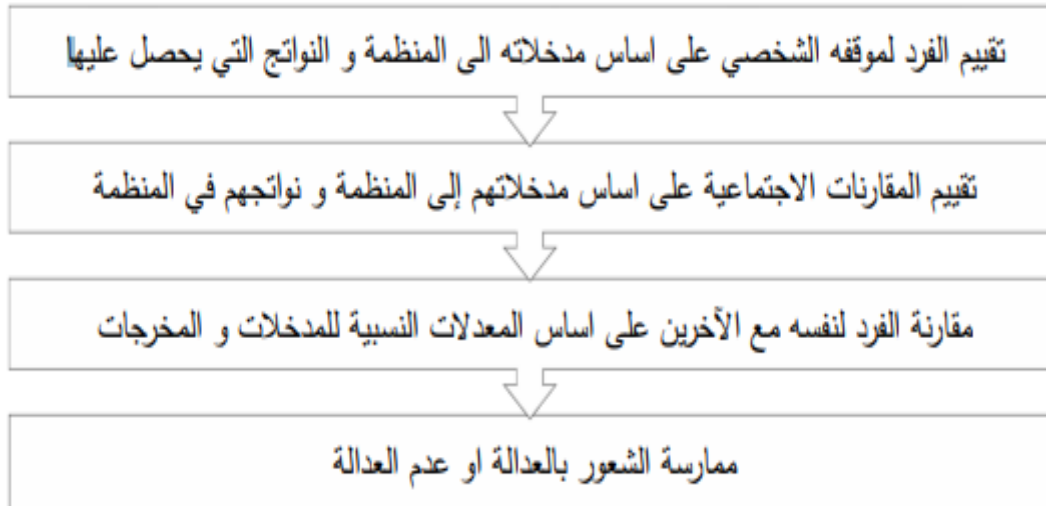 تقييم الفرد لموقفه الشخصي على اساس مدخلاته الى المنظمة و النواتج التي يحصل عليها
تقييم المقارنات الاجتماعية على اساس مدخلاتهم إلى المنظمة و نواتجهم في المنظمة
مقارنة الفرد لنفسه مع الآخرين على اساس المعدلات النسبية للمدخلات و المخرجات
ممارسة الشعور بالعدالة او عدم العدالة